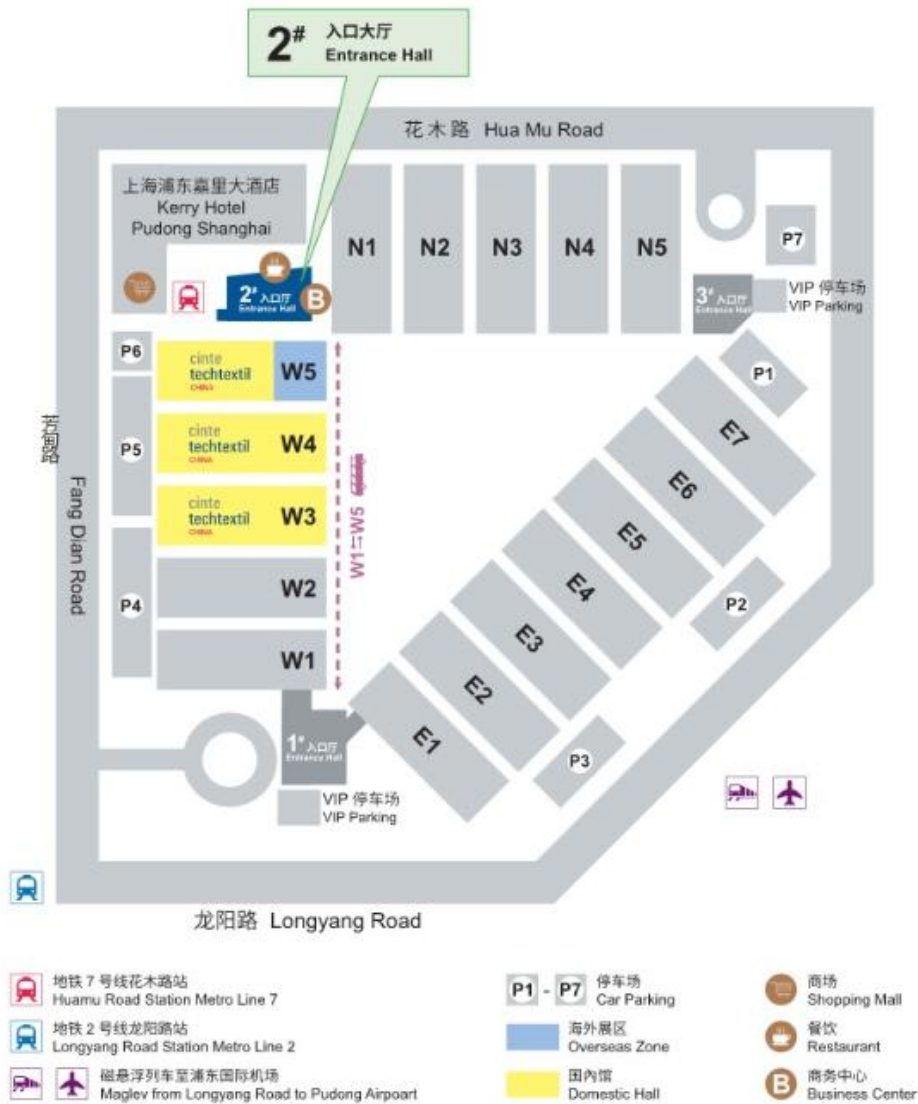 2# 入口大厅
Entrance Hall
花木路 Hua Mu Road
上海浦东嘉里大酒店
Kerry Hotel
Pudong Shanghai
N1
N2
N3
N4
N5
P7
2# 入口厅
Entrance Hall
B
3# 入口厅
Entrance Hall
VIP 停车场
VIP Parking
P6
cinte
techtextil
CHINA
W5
P1
P5
cinte
techtextil
CHINA
W4
E7
E6
Fang Dian Road
cinte
techtextil
CHINA
W3
W1⇄W5
E5
P4
W2
E4
P2
W1
E3
E2
E1
P3
1# 入口厅
Entrance Hall
VIP 停车场
VIP Parking
龙阳路 Longyang Road
地铁 7 号线花木路站
Huamu Road Station Metro Line 7
地铁 2 号线龙阳路站
Longyang Road Station Metro Line 2
磁悬浮列车至浦东国际机场
Maglev from Longyang Road to Pudong Airpoart
P1 - P7 停车场
Car Parking
海外展区
Overseas Zone
国内馆
Domestic Hall
商场
Shopping Mall
餐饮
Restaurant
B 商务中心
Business Center